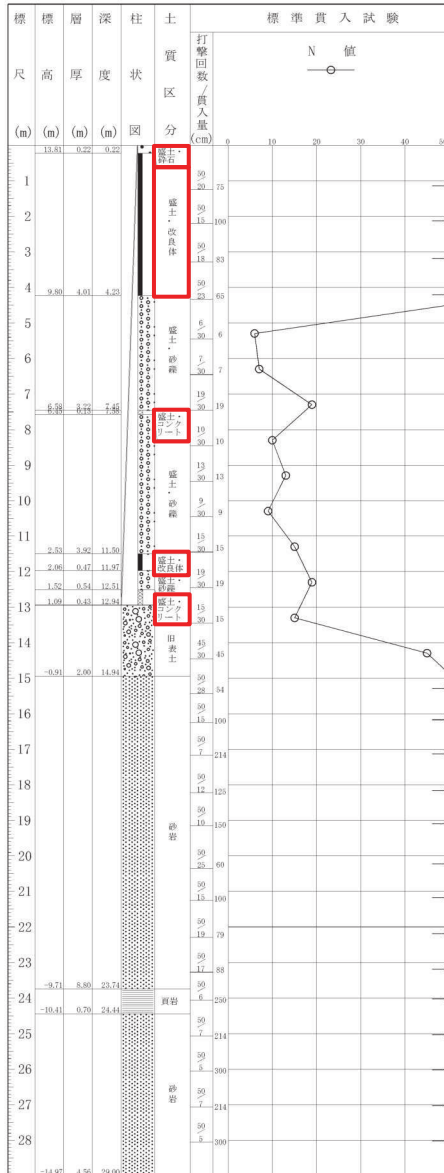 標尺(m)
標高(m)
層厚(m)
深度(m)
柱状図
土質区分
標準貫入試験
打撃回数/貫入量(cm)
N 値
0 10 20 30 40
13.81 0.22 0.22 盛土・砕石
盛土・改良体
1 50/20 75
2 50/15 100
3 50/18 83
4 50/23 65
9.80 4.01 4.23
盛土・砂礫
5 6/30 6
6 7/30 7
7 19/30 19
6.58 3.22 7.45
盛土・コンクリート
8 10/30 10
盛土・砂礫
9 13/30 13
10 9/30 9
11 15/30 15
2.53 3.92 11.50
盛土・改良体
12 2.06 0.47 11.97
19/30 19
盛土・砂礫
1.52 0.54 12.51
盛土・コンクリート
13 1.09 0.43 12.94
15/30 15
旧表土
14 45/30 45
15 -0.91 2.00 14.94
50/28 54
16 50/15 100
17 50/7 214
18 50/12 125
19 50/10 150
砂岩
20 50/25 60
21 50/15 100
22 50/19 79
23 50/17 88
-9.71 8.80 23.74
24 頁岩 50/6 250
-10.41 0.70 24.44
25 50/7 214
26 50/5 300
砂岩
27 50/7 214
28 50/5 300
-14.97 4.56 29.00